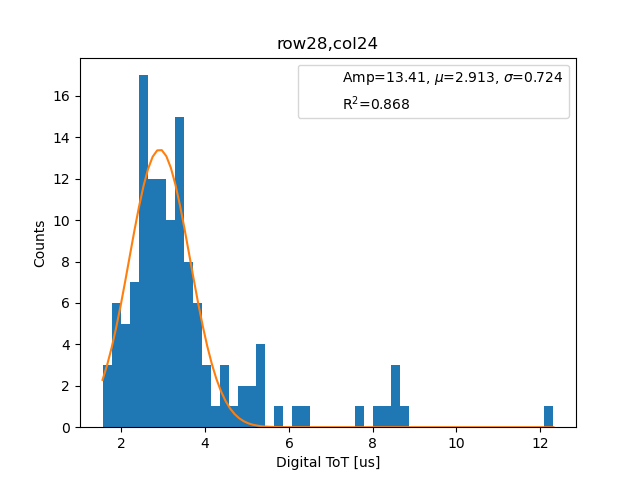 row28,col24
Amp=13.41, μ=2.913, σ=0.724
R²=0.868
16
14
12
10
8
6
4
2
0
Counts
2 4 6 8 10 12
Digital ToT [us]